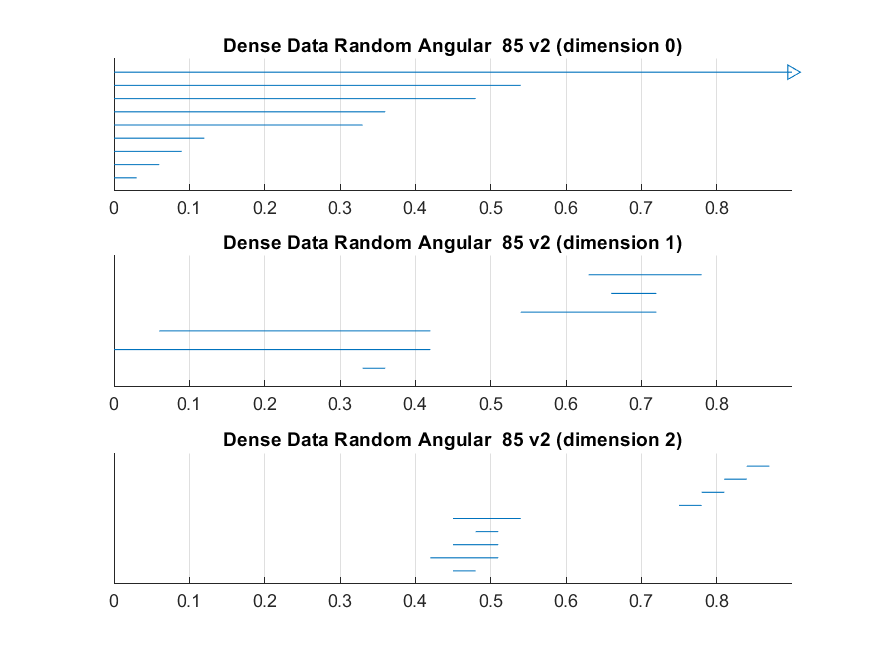 Dense Data Random Angular  85 v2 (dimension 0)
0 0.1 0.2 0.3 0.4 0.5 0.6 0.7 0.8
Dense Data Random Angular  85 v2 (dimension 1)
0 0.1 0.2 0.3 0.4 0.5 0.6 0.7 0.8
Dense Data Random Angular  85 v2 (dimension 2)
0 0.1 0.2 0.3 0.4 0.5 0.6 0.7 0.8